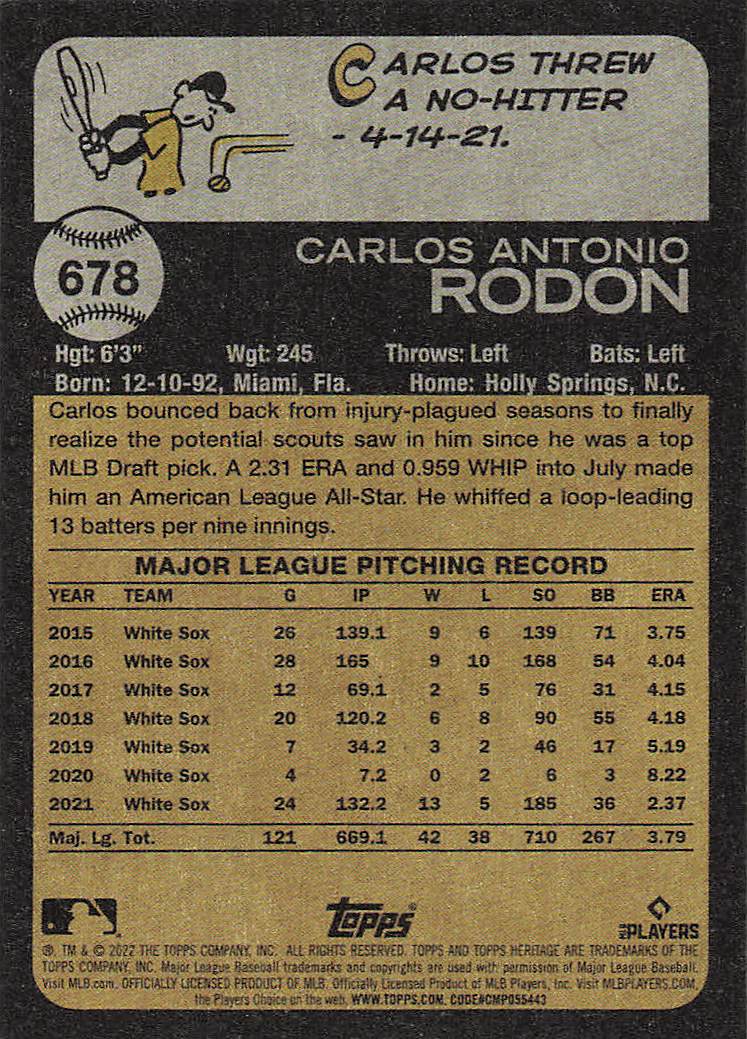 CARLOS THREW
A NO-HITTER
- 4-14-21.
678
CARLOS ANTONIO
RODON
Hgt: 6'3" Wgt: 245 Throws: Left Bats: Left
Born: 12-10-92, Miami, Fla. Home: Holly Springs, N.C.
Carlos bounced back from injury-plagued seasons to finally
realize the potential scouts saw in him since he was a top
MLB Draft pick. A 2.31 ERA and 0.959 WHIP into July made
him an American League All-Star. He whiffed a loop-leading
13 batters per nine innings.
MAJOR LEAGUE PITCHING RECORD
YEAR TEAM G IP W L SO BB ERA
2015 White Sox 26 139.1 9 6 139 71 3.75
2016 White Sox 28 165 9 10 168 54 4.04
2017 White Sox 12 69.1 2 5 76 31 4.15
2018 White Sox 20 120.2 6 8 90 55 4.18
2019 White Sox 7 34.2 3 2 46 17 5.19
2020 White Sox 4 7.2 0 2 6 3 8.22
2021 White Sox 24 132.2 13 5 185 36 2.37
Maj. Lg. Tot. 121 669.1 42 38 710 267 3.79
Topps® MLB PLAYERS
®, TM & © 2022 THE TOPPS COMPANY, INC. ALL RIGHTS RESERVED. TOPPS AND TOPPS HERITAGE ARE TRADEMARKS OF THE
TOPPS COMPANY, INC. Major League Baseball trademarks and copyrights are used with permission of Major League Baseball.
Visit MLB.com. OFFICIALLY LICENSED PRODUCT OF MLB. Officially Licensed Product of MLB Players, Inc. Visit MLBPLAYERS.COM,
the Players Choice on the web. WWW.TOPPS.COM. CODE#CMP055443